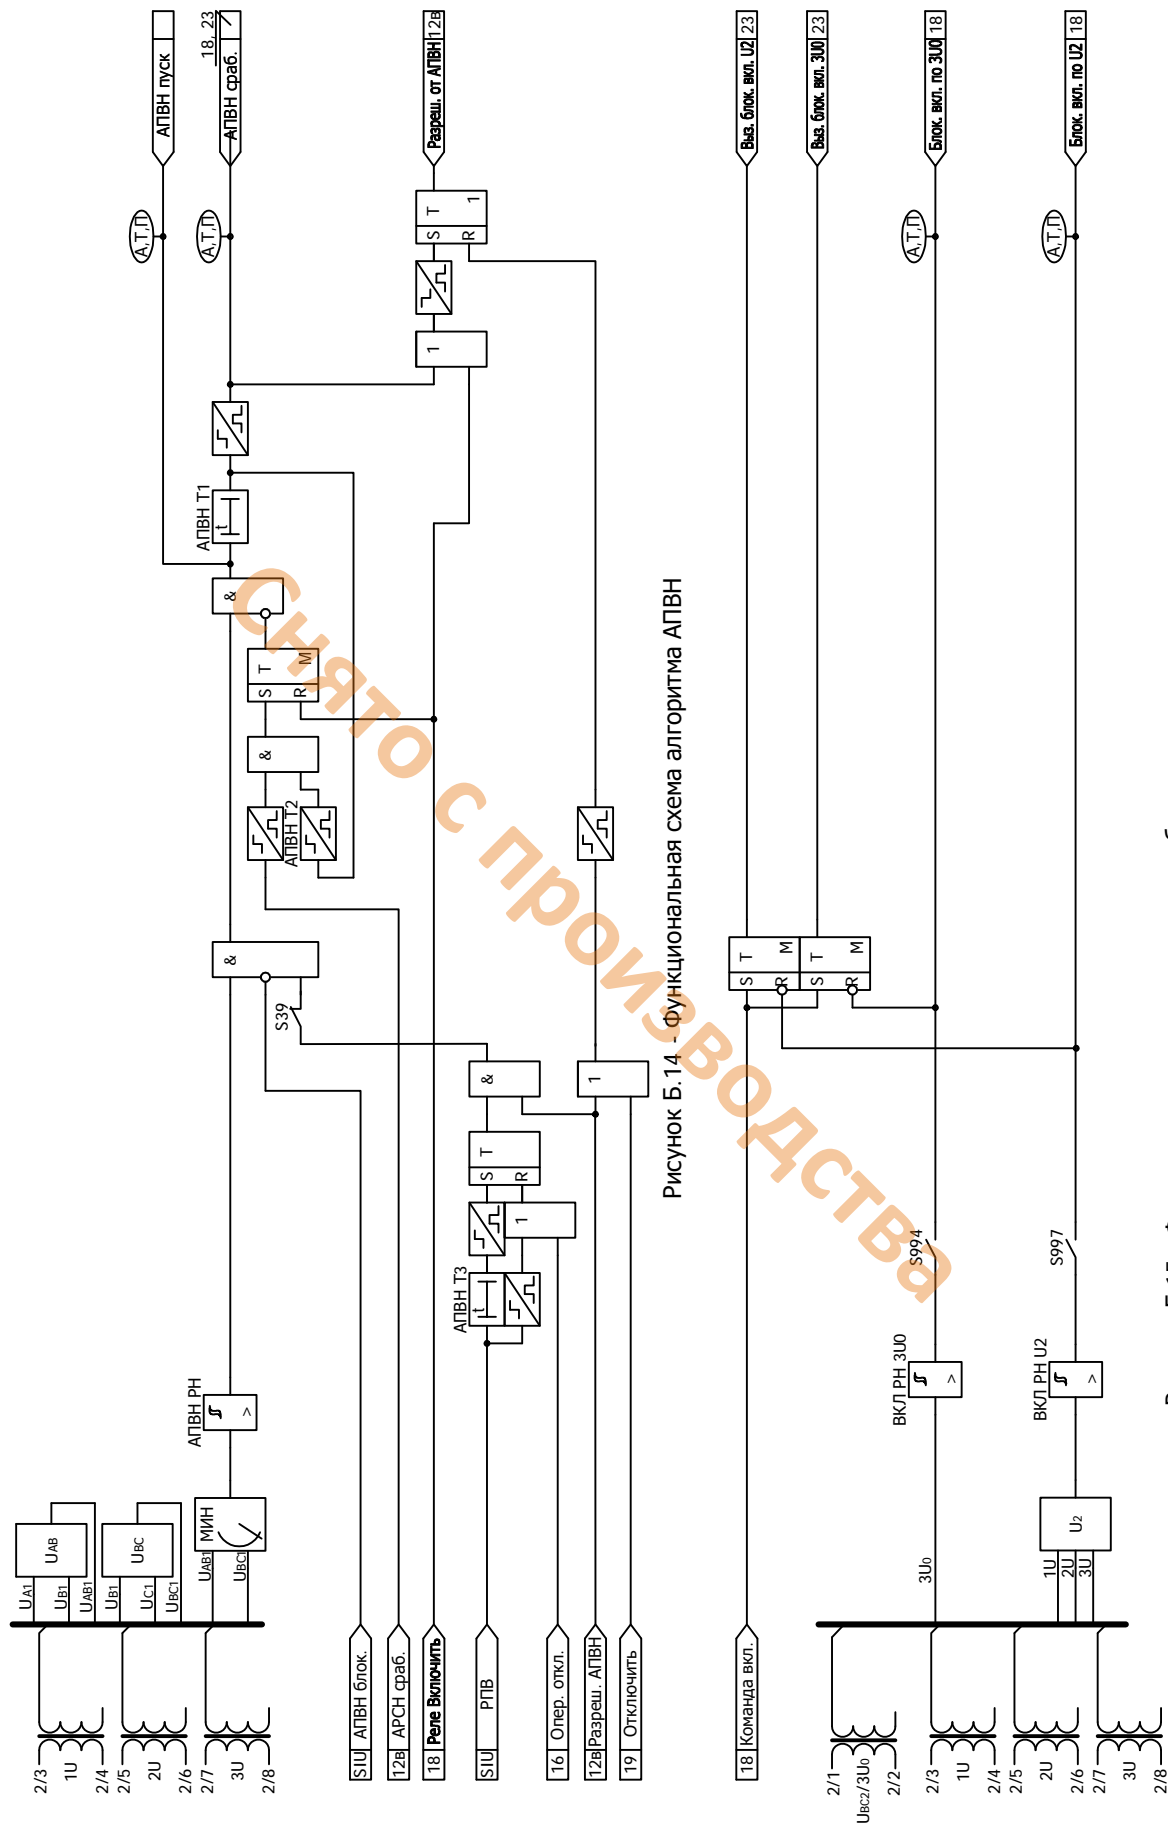 2/3
1U
2/4
2/5
2U
2/6
2/7
3U
2/8
UA1
UB1
UAB1
UAB
UB1
UC1
UBC1
UBC
UAB1
UBC1
МИН
АПВН РН
>
&
S39
АПВН T2
&
S T
R M
&
АПВН T1
t
А,Т,П
А,Т,П
АПВН пуск
АПВН сраб.
18, 23
SIU АПВН блок.
12в АРСН сраб.
18 Реле Включить
SIU РПВ
16 Опер. откл.
12в Разреш. АПВН
19 Отключить
АПВН T3
t
1
S T
R
&
1
1
S T
R 1
Разреш. от АПВН 12в
Рисунок Б.14 - Функциональная схема алгоритма АПВН
18 Команда вкл.
S T
R M
S T
R M
Выз. блок. вкл. U2 23
Выз. блок. вкл. 3U0 23
2/1
UBC2/3U0
2/2
2/3
1U
2/4
2/5
2U
2/6
2/7
3U
2/8
3U0
ВКЛ РН 3U0
>
S994
А,Т,П
Блок. вкл. по 3U0 18
1U
2U
3U
U2
ВКЛ РН U2
>
S997
А,Т,П
Блок. вкл. по U2 18
Снято с производства